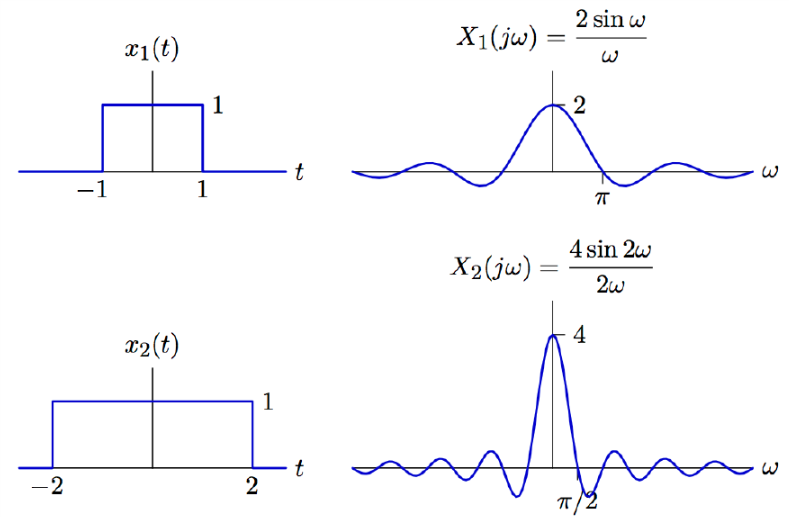 x₁(t)
1
−1
1
t
X₁(jω) = 2 sin ω / ω
2
π
ω
x₂(t)
1
−2
2
t
X₂(jω) = 4 sin 2ω / 2ω
4
π/2
ω